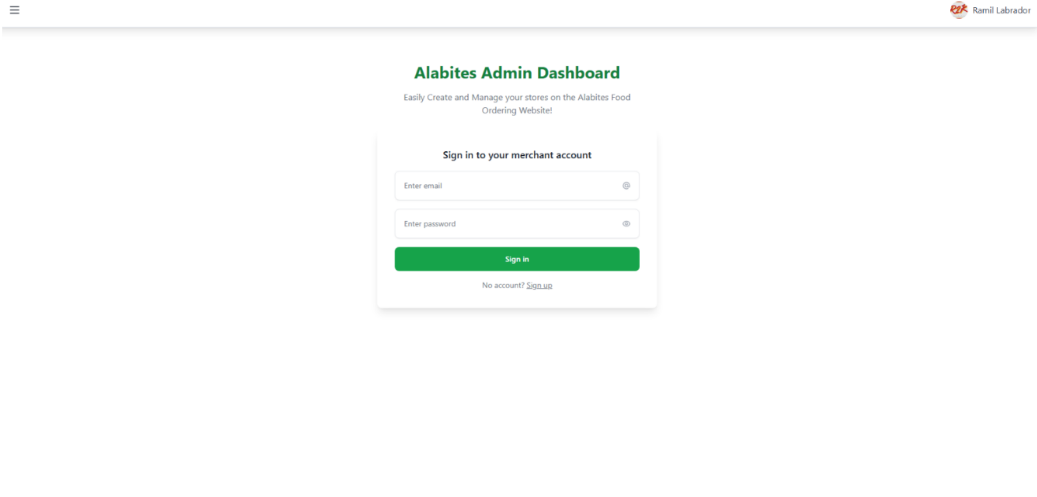 Ramil Labrador
Alabites Admin Dashboard
Easily Create and Manage your stores on the Alabites Food
Ordering Website!
Sign in to your merchant account
Enter email
Enter password
Sign in
No account? Sign up